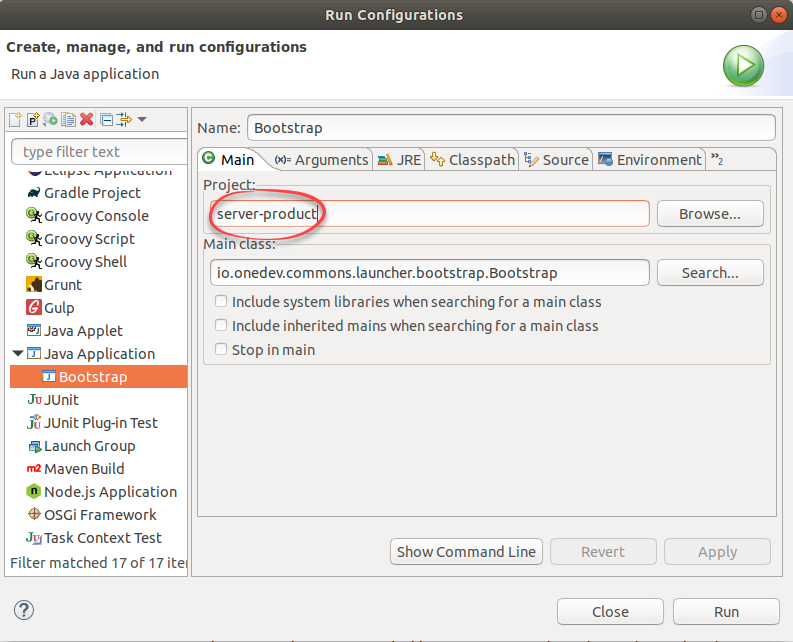 Run Configurations
Create, manage, and run configurations
Run a Java application
type filter text
Eclipse Application
Gradle Project
Groovy Console
Groovy Script
Groovy Shell
Grunt
Gulp
Java Applet
Java Application
Bootstrap
JUnit
JUnit Plug-in Test
Launch Group
m2 Maven Build
Node.js Application
OSGi Framework
Task Context Test
Filter matched 17 of 17 iter
Name: Bootstrap
Main (x)= Arguments JRE Classpath Source Environment »2
Project:
server-product Browse...
Main class:
io.onedev.commons.launcher.bootstrap.Bootstrap Search...
Include system libraries when searching for a main class
Include inherited mains when searching for a main class
Stop in main
Show Command Line Revert Apply
? Close Run